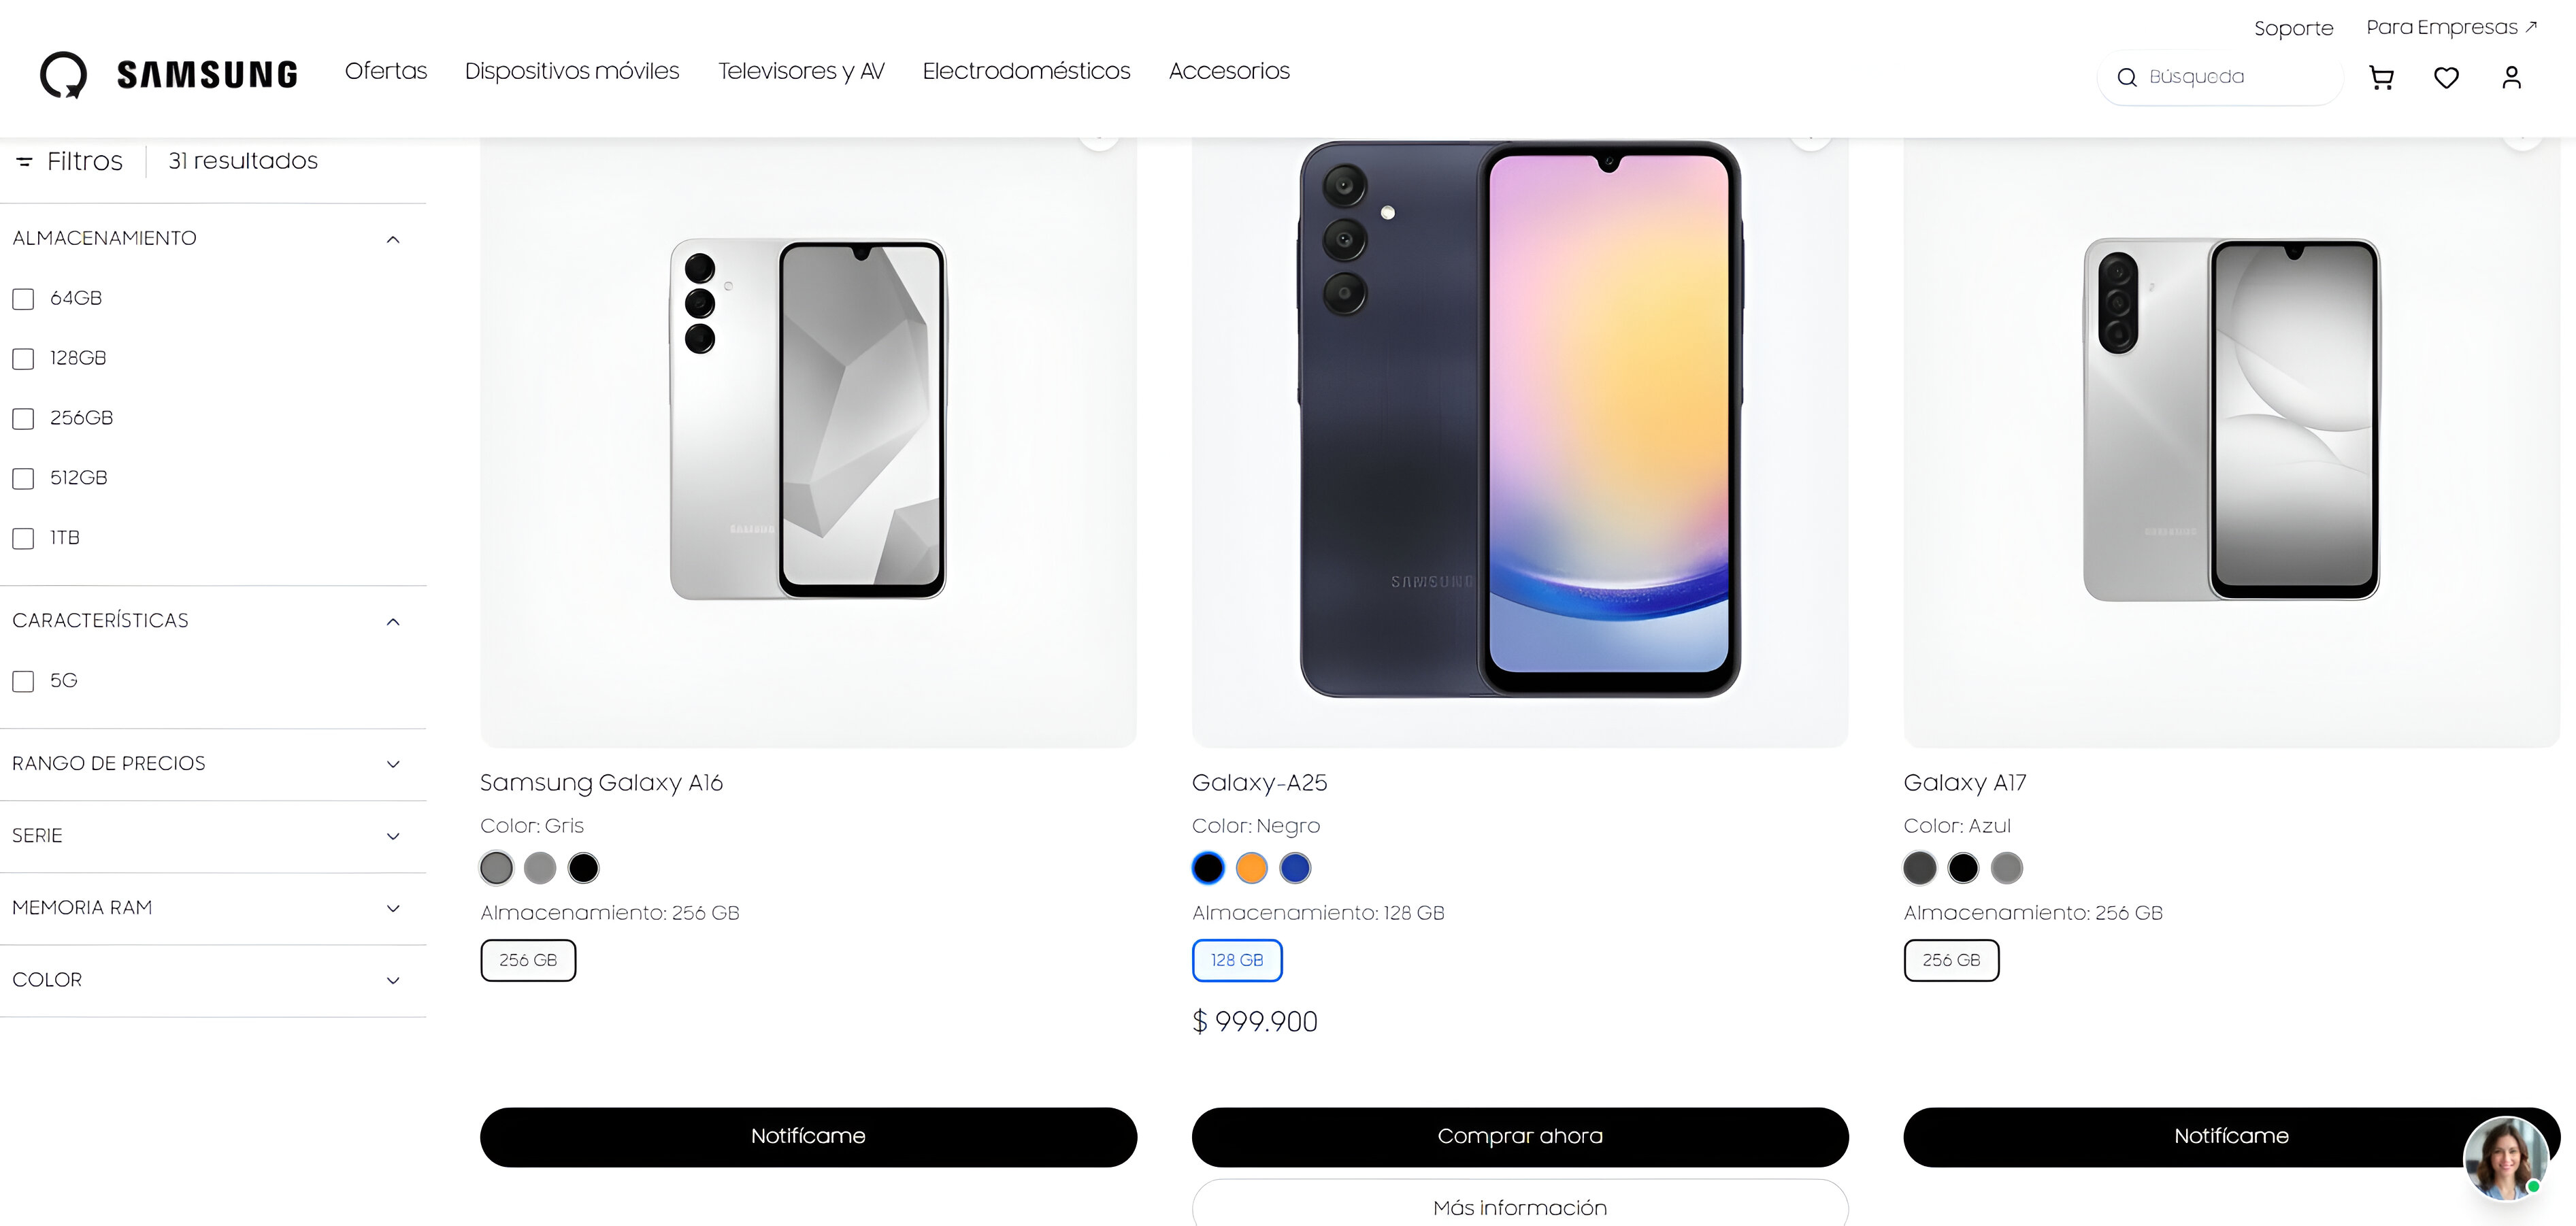 Soporte Para Empresas ↗
SAMSUNG Ofertas Dispositivos móviles Televisores y AV Electrodomésticos Accesorios Búsqueda
Filtros 31 resultados
ALMACENAMIENTO
64GB
128GB
256GB
512GB
1TB
CARACTERÍSTICAS
5G
RANGO DE PRECIOS
SERIE
MEMORIA RAM
COLOR
SAMSUNG
Samsung Galaxy A16
Color: Gris
Almacenamiento: 256 GB
256 GB
Notifícame
SAMSUNG
Galaxy-A25
Color: Negro
Almacenamiento: 128 GB
128 GB
$ 999.900
Comprar ahora
Más información
SAMSUNG
Galaxy A17
Color: Azul
Almacenamiento: 256 GB
256 GB
Notifícame